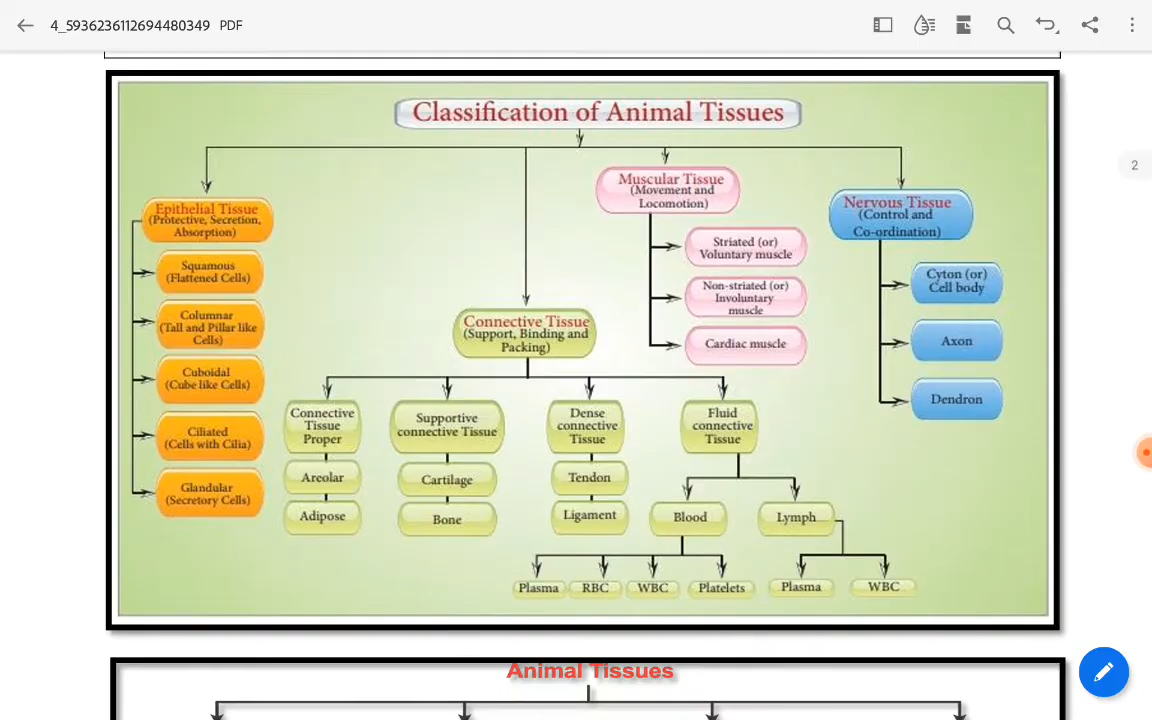 4_5936236112694480349 PDF
Classification of Animal Tissues
Epithelial Tissue
(Protective, Secretion,
Absorption)
Squamous
(Flattened Cells)
Columnar
(Tall and Pillar like
Cells)
Cuboidal
(Cube like Cells)
Ciliated
(Cells with Cilia)
Glandular
(Secretory Cells)
Connective Tissue
(Support, Binding and
Packing)
Connective
Tissue
Proper
Areolar
Adipose
Supportive
connective Tissue
Cartilage
Bone
Dense
connective
Tissue
Tendon
Ligament
Fluid
connective
Tissue
Blood
Plasma
RBC
WBC
Platelets
Lymph
Plasma
WBC
Muscular Tissue
(Movement and
Locomotion)
Striated (or)
Voluntary muscle
Non-striated (or)
Involuntary
muscle
Cardiac muscle
Nervous Tissue
(Control and
Co-ordination)
Cyton (or)
Cell body
Axon
Dendron
2
Animal Tissues